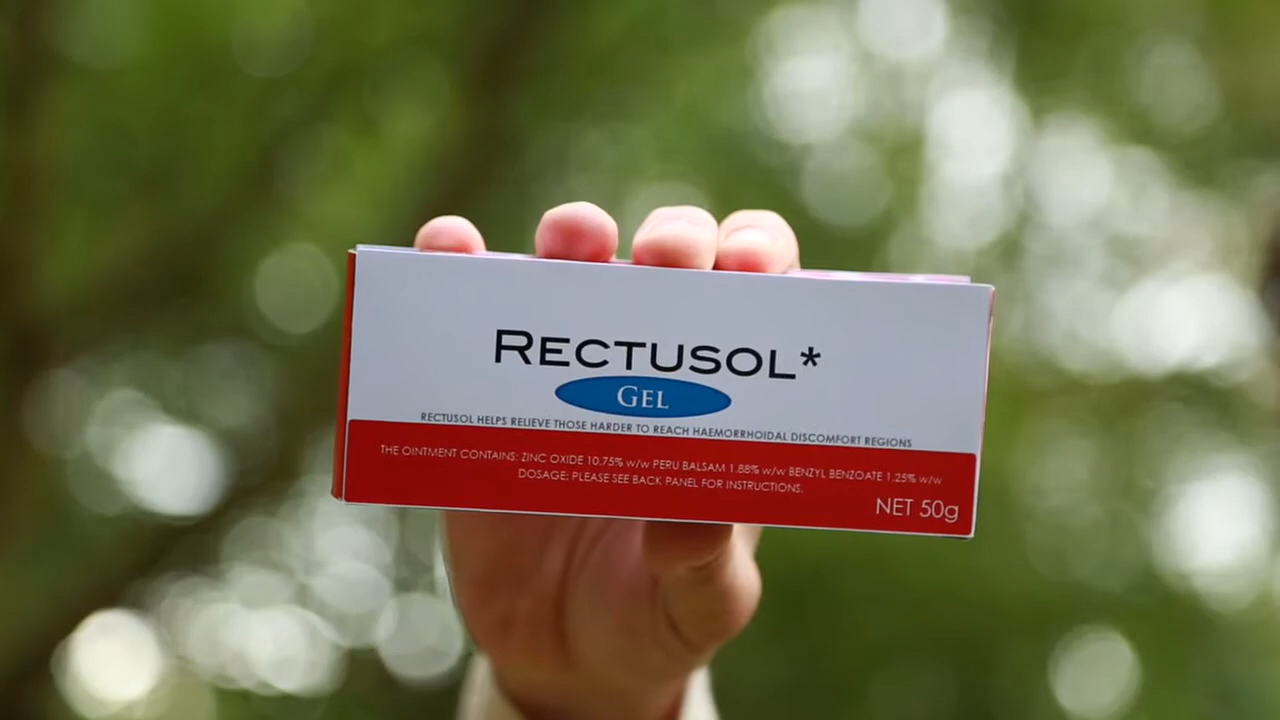 RECTUSOL*
GEL
RECTUSOL HELPS RELIEVE THOSE HARDER TO REACH HAEMORRHOIDAL DISCOMFORT REGIONS
THE OINTMENT CONTAINS: ZINC OXIDE 10.75% w/w PERU BALSAM 1.88% w/w BENZYL BENZOATE 1.25% w/w
DOSAGE: PLEASE SEE BACK PANEL FOR INSTRUCTIONS.
NET 50g